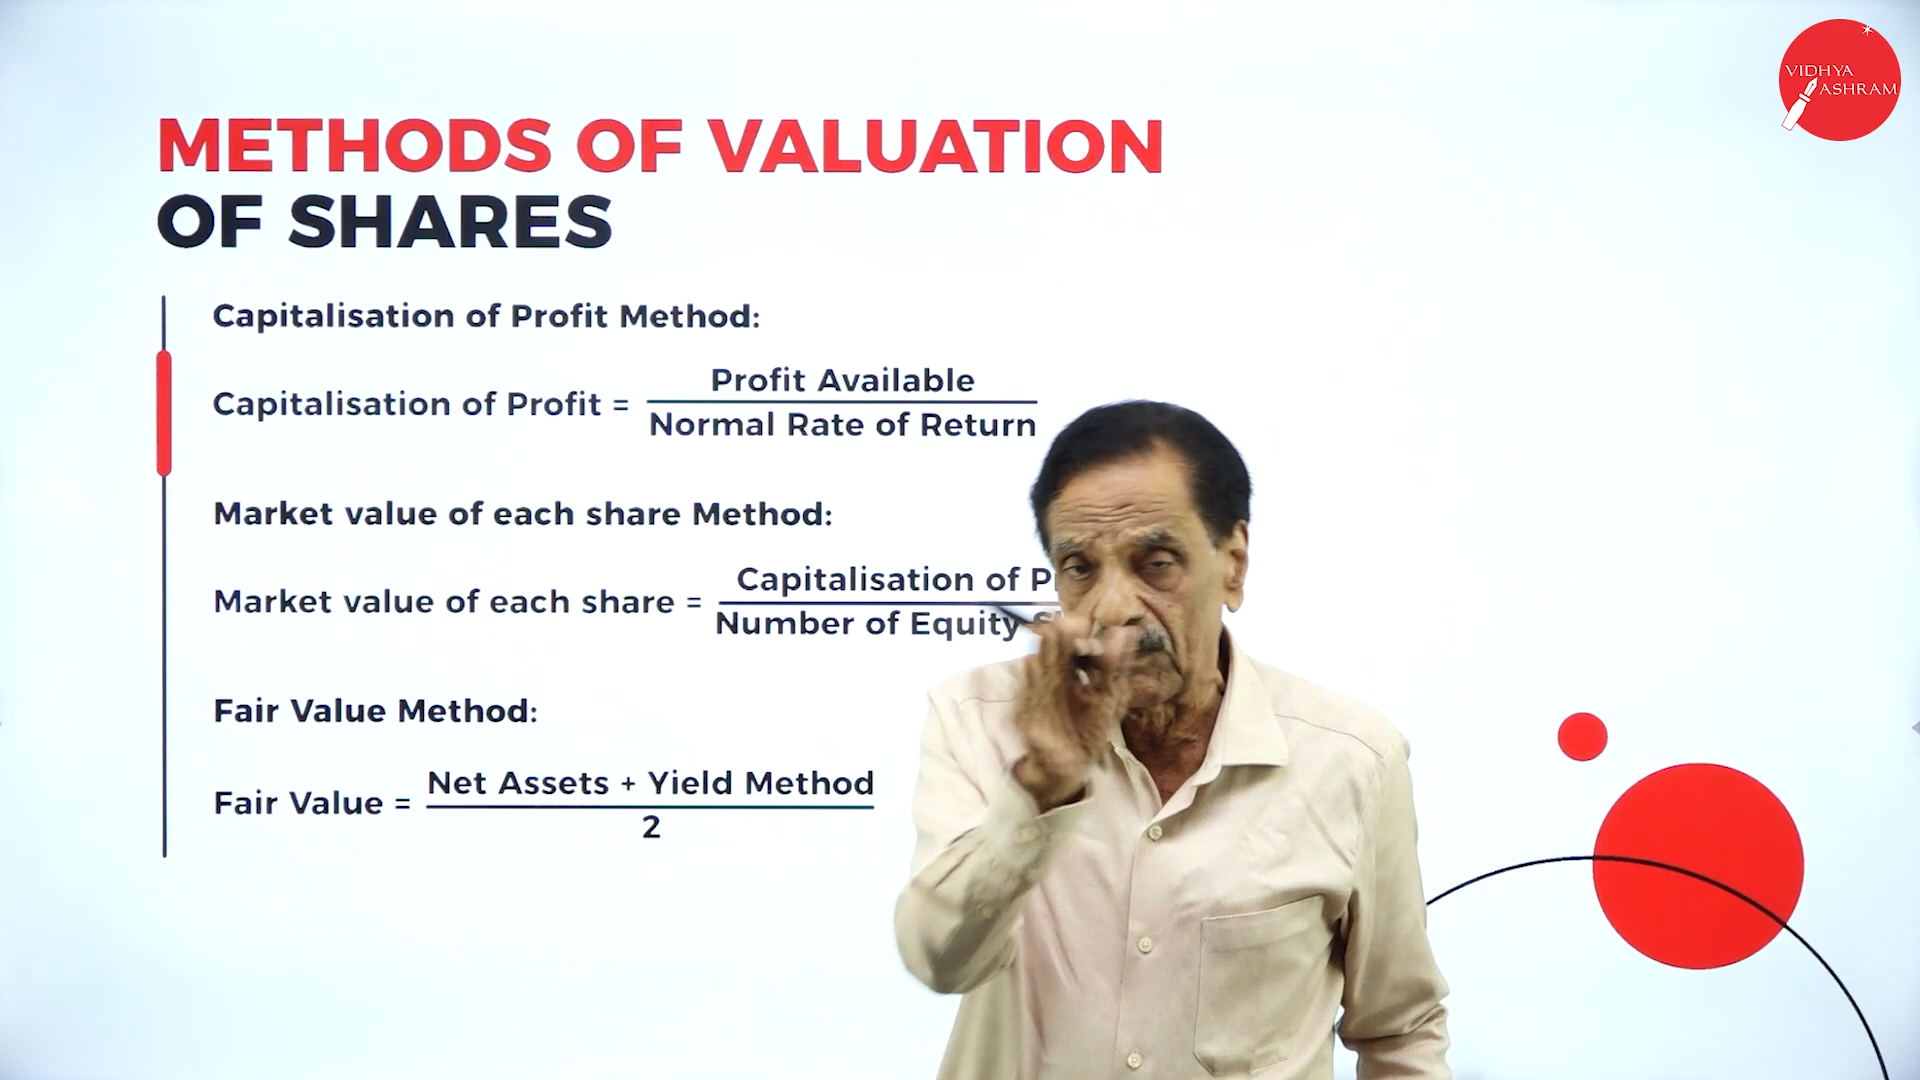 VIDHYA
ASHRAM
METHODS OF VALUATION
OF SHARES
Capitalisation of Profit Method:
Capitalisation of Profit =
Profit Available
Normal Rate of Return
Market value of each share Method:
Market value of each share =
Capitalisation of
Number of Equity
Fair Value Method:
Fair Value =
Net Assets + Yield Method
2